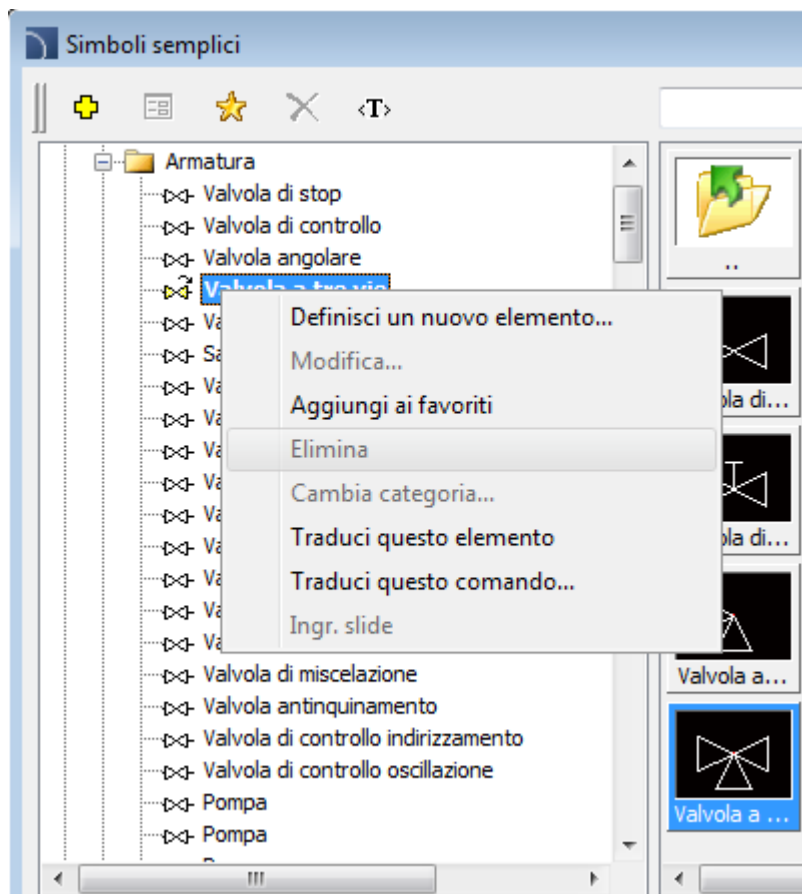 Simboli semplici
<T>
Armatura
Valvola di stop
Valvola di controllo
Valvola angolare
Valvola a tre vie
Definisci un nuovo elemento...
Modifica...
Aggiungi ai favoriti
Elimina
Cambia categoria...
Traduci questo elemento
Traduci questo comando...
Ingr. slide
Valvola di miscelazione
Valvola antinquinamento
Valvola di controllo indirizzamento
Valvola di controllo oscillazione
Pompa
Pompa
..
di...
di...
Valvola a...
Valvola a ...